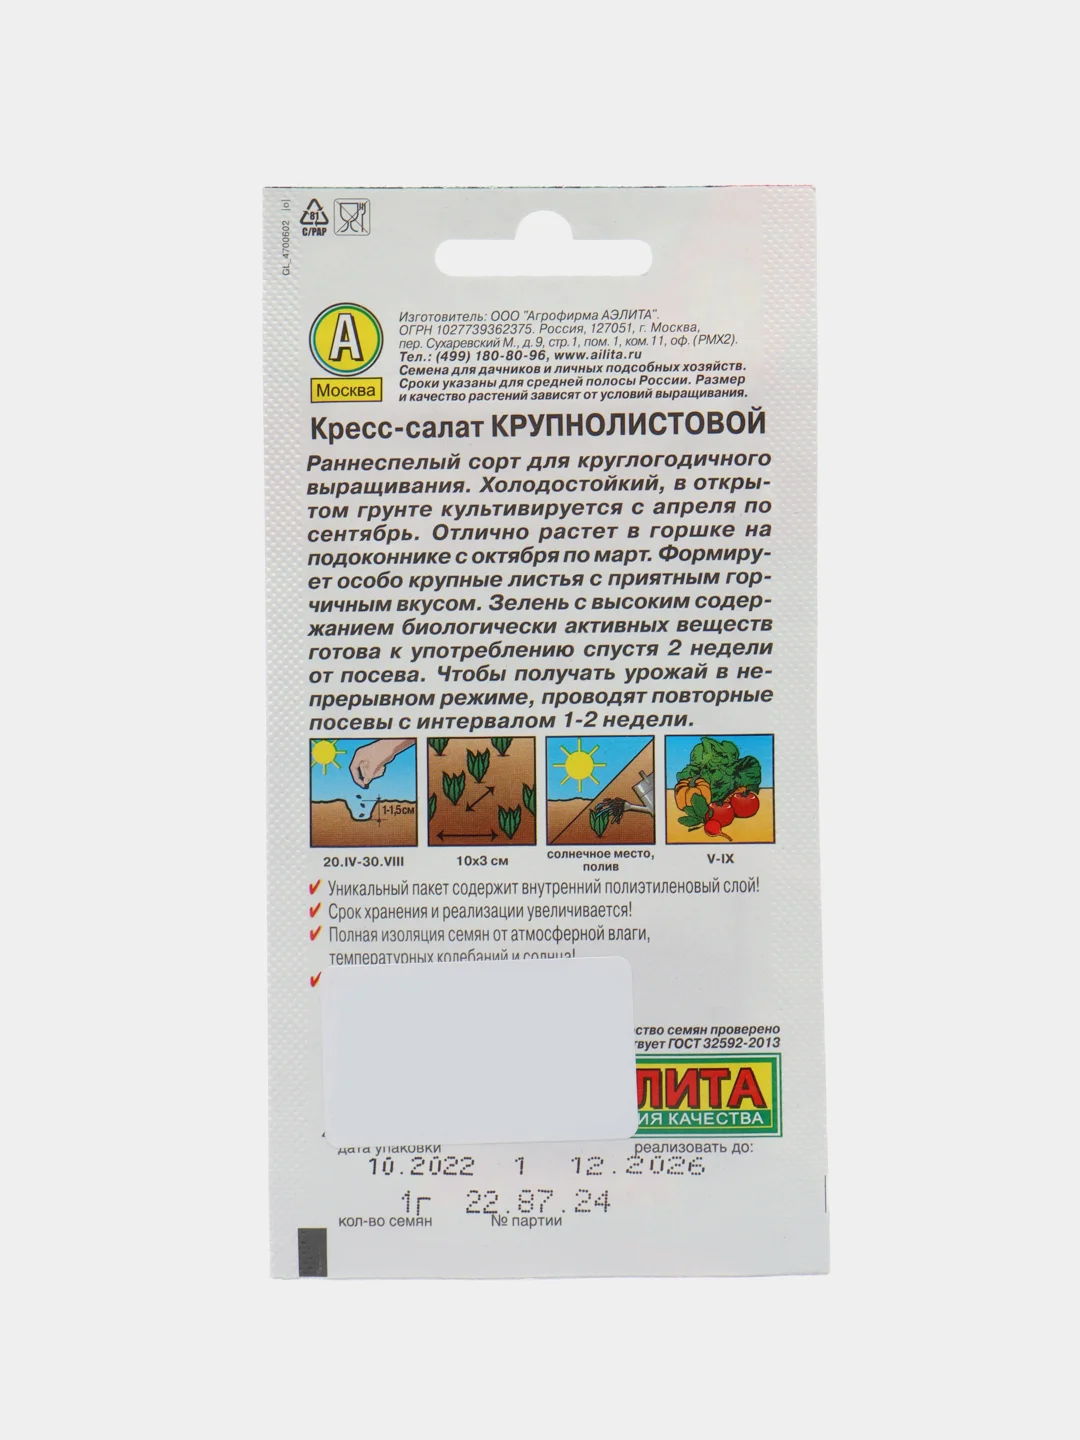 GL_4700602 |o|
81
C/PAP
А
Москва
Изготовитель: ООО "Агрофирма АЭЛИТА".
ОГРН 1027739362375. Россия, 127051, г. Москва,
пер. Сухаревский М., д. 9, стр. 1, пом. 1, ком. 11, оф. (РМХ2).
Тел.: (499) 180-80-96, www.ailita.ru
Семена для дачников и личных подсобных хозяйств.
Сроки указаны для средней полосы России. Размер
и качество растений зависят от условий выращивания.
Кресс-салат КРУПНОЛИСТОВОЙ
Раннеспелый сорт для круглогодичного
выращивания. Холодостойкий, в откры-
том грунте культивируется с апреля по
сентябрь. Отлично растет в горшке на
подоконнике с октября по март. Формиру-
ет особо крупные листья с приятным гор-
чичным вкусом. Зелень с высоким содер-
жанием биологически активных веществ
готова к употреблению спустя 2 недели
от посева. Чтобы получать урожай в не-
прерывном режиме, проводят повторные
посевы с интервалом 1-2 недели.
1-1,5см
20.IV-30.VIII
10х3 см
солнечное место,
полив
V-IX
Уникальный пакет содержит внутренний полиэтиленовый слой!
Срок хранения и реализации увеличивается!
Полная изоляция семян от атмосферной влаги,
температурных колебаний и солнца!
ство семян проверено
твует ГОСТ 32592-2013
ЛИТА
ИЯ КАЧЕСТВА
дата упаковки реализовать до:
10.2022 1 12.2026
1г 22.87.24
кол-во семян № партии